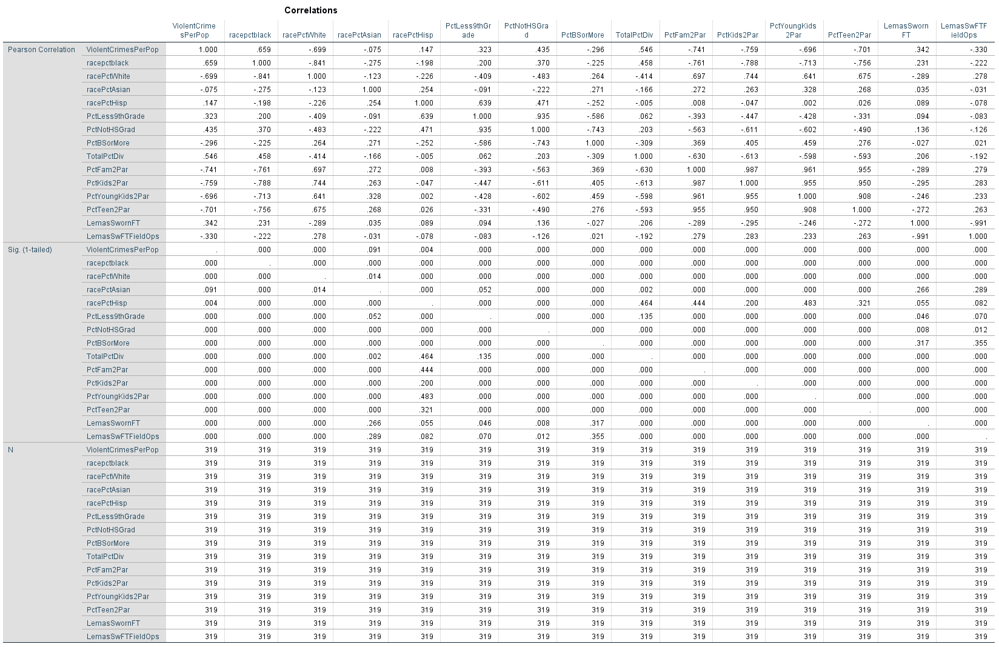 Correlations
ViolentCrimesPerPop racepctblack racePctWhite racePctAsian racePctHisp PctLess9thGrade PctNotHSGrad PctBSorMore TotalPctDiv PctFam2Par PctKids2Par PctYoungKids2Par PctTeen2Par LemasSwornFT LemasSwFTFieldOps
Pearson Correlation ViolentCrimesPerPop 1.000 .659 -.699 -.075 .147 .323 .435 -.296 .546 -.741 -.759 -.696 -.701 .342 -.330
racepctblack .659 1.000 -.841 -.275 -.198 .200 .370 -.225 .458 -.761 -.788 -.713 -.756 .231 -.222
racePctWhite -.699 -.841 1.000 -.123 -.226 -.409 -.483 .264 -.414 .697 .744 .641 .675 -.289 .278
racePctAsian -.075 -.275 -.123 1.000 .254 -.091 -.222 .271 -.166 .272 .263 .328 .268 .035 -.031
racePctHisp .147 -.198 -.226 .254 1.000 .639 .471 -.252 -.005 .008 -.047 .002 .026 .089 -.078
PctLess9thGrade .323 .200 -.409 -.091 .639 1.000 .935 -.586 .062 -.393 -.447 -.428 -.331 .094 -.083
PctNotHSGrad .435 .370 -.483 -.222 .471 .935 1.000 -.743 .203 -.563 -.611 -.602 -.490 .136 -.126
PctBSorMore -.296 -.225 .264 .271 -.252 -.586 -.743 1.000 -.309 .369 .405 .459 .276 -.027 .021
TotalPctDiv .546 .458 -.414 -.166 -.005 .062 .203 -.309 1.000 -.630 -.613 -.598 -.593 .206 -.192
PctFam2Par -.741 -.761 .697 .272 .008 -.393 -.563 .369 -.630 1.000 .987 .961 .955 -.289 .279
PctKids2Par -.759 -.788 .744 .263 -.047 -.447 -.611 .405 -.613 .987 1.000 .955 .950 -.295 .283
PctYoungKids2Par -.696 -.713 .641 .328 .002 -.428 -.602 .459 -.598 .961 .955 1.000 .908 -.246 .233
PctTeen2Par -.701 -.756 .675 .268 .026 -.331 -.490 .276 -.593 .955 .950 .908 1.000 -.272 .263
LemasSwornFT .342 .231 -.289 .035 .089 .094 .136 -.027 .206 -.289 -.295 -.246 -.272 1.000 -.991
LemasSwFTFieldOps -.330 -.222 .278 -.031 -.078 -.083 -.126 .021 -.192 .279 .283 .233 .263 -.991 1.000
Sig. (1-tailed) ViolentCrimesPerPop . .000 .000 .091 .004 .000 .000 .000 .000 .000 .000 .000 .000 .000 .000
racepctblack .000 . .000 .000 .000 .000 .000 .000 .000 .000 .000 .000 .000 .000 .000
racePctWhite .000 .000 . .014 .000 .000 .000 .000 .000 .000 .000 .000 .000 .000 .000
racePctAsian .091 .000 .014 . .000 .052 .000 .000 .002 .000 .000 .000 .000 .266 .289
racePctHisp .004 .000 .000 .000 . .000 .000 .000 .464 .444 .200 .483 .321 .055 .082
PctLess9thGrade .000 .000 .000 .052 .000 . .000 .000 .135 .000 .000 .000 .000 .046 .070
PctNotHSGrad .000 .000 .000 .000 .000 .000 . .000 .000 .000 .000 .000 .000 .008 .012
PctBSorMore .000 .000 .000 .000 .000 .000 .000 . .000 .000 .000 .000 .000 .317 .355
TotalPctDiv .000 .000 .000 .002 .464 .135 .000 .000 . .000 .000 .000 .000 .000 .000
PctFam2Par .000 .000 .000 .000 .444 .000 .000 .000 .000 . .000 .000 .000 .000 .000
PctKids2Par .000 .000 .000 .000 .200 .000 .000 .000 .000 .000 . .000 .000 .000 .000
PctYoungKids2Par .000 .000 .000 .000 .483 .000 .000 .000 .000 .000 .000 . .000 .000 .000
PctTeen2Par .000 .000 .000 .000 .321 .000 .000 .000 .000 .000 .000 .000 . .000 .000
LemasSwornFT .000 .000 .000 .266 .055 .046 .008 .317 .000 .000 .000 .000 .000 . .000
LemasSwFTFieldOps .000 .000 .000 .289 .082 .070 .012 .355 .000 .000 .000 .000 .000 .000 .
N ViolentCrimesPerPop 319 319 319 319 319 319 319 319 319 319 319 319 319 319 319
racepctblack 319 319 319 319 319 319 319 319 319 319 319 319 319 319 319
racePctWhite 319 319 319 319 319 319 319 319 319 319 319 319 319 319 319
racePctAsian 319 319 319 319 319 319 319 319 319 319 319 319 319 319 319
racePctHisp 319 319 319 319 319 319 319 319 319 319 319 319 319 319 319
PctLess9thGrade 319 319 319 319 319 319 319 319 319 319 319 319 319 319 319
PctNotHSGrad 319 319 319 319 319 319 319 319 319 319 319 319 319 319 319
PctBSorMore 319 319 319 319 319 319 319 319 319 319 319 319 319 319 319
TotalPctDiv 319 319 319 319 319 319 319 319 319 319 319 319 319 319 319
PctFam2Par 319 319 319 319 319 319 319 319 319 319 319 319 319 319 319
PctKids2Par 319 319 319 319 319 319 319 319 319 319 319 319 319 319 319
PctYoungKids2Par 319 319 319 319 319 319 319 319 319 319 319 319 319 319 319
PctTeen2Par 319 319 319 319 319 319 319 319 319 319 319 319 319 319 319
LemasSwornFT 319 319 319 319 319 319 319 319 319 319 319 319 319 319 319
LemasSwFTFieldOps 319 319 319 319 319 319 319 319 319 319 319 319 319 319 319